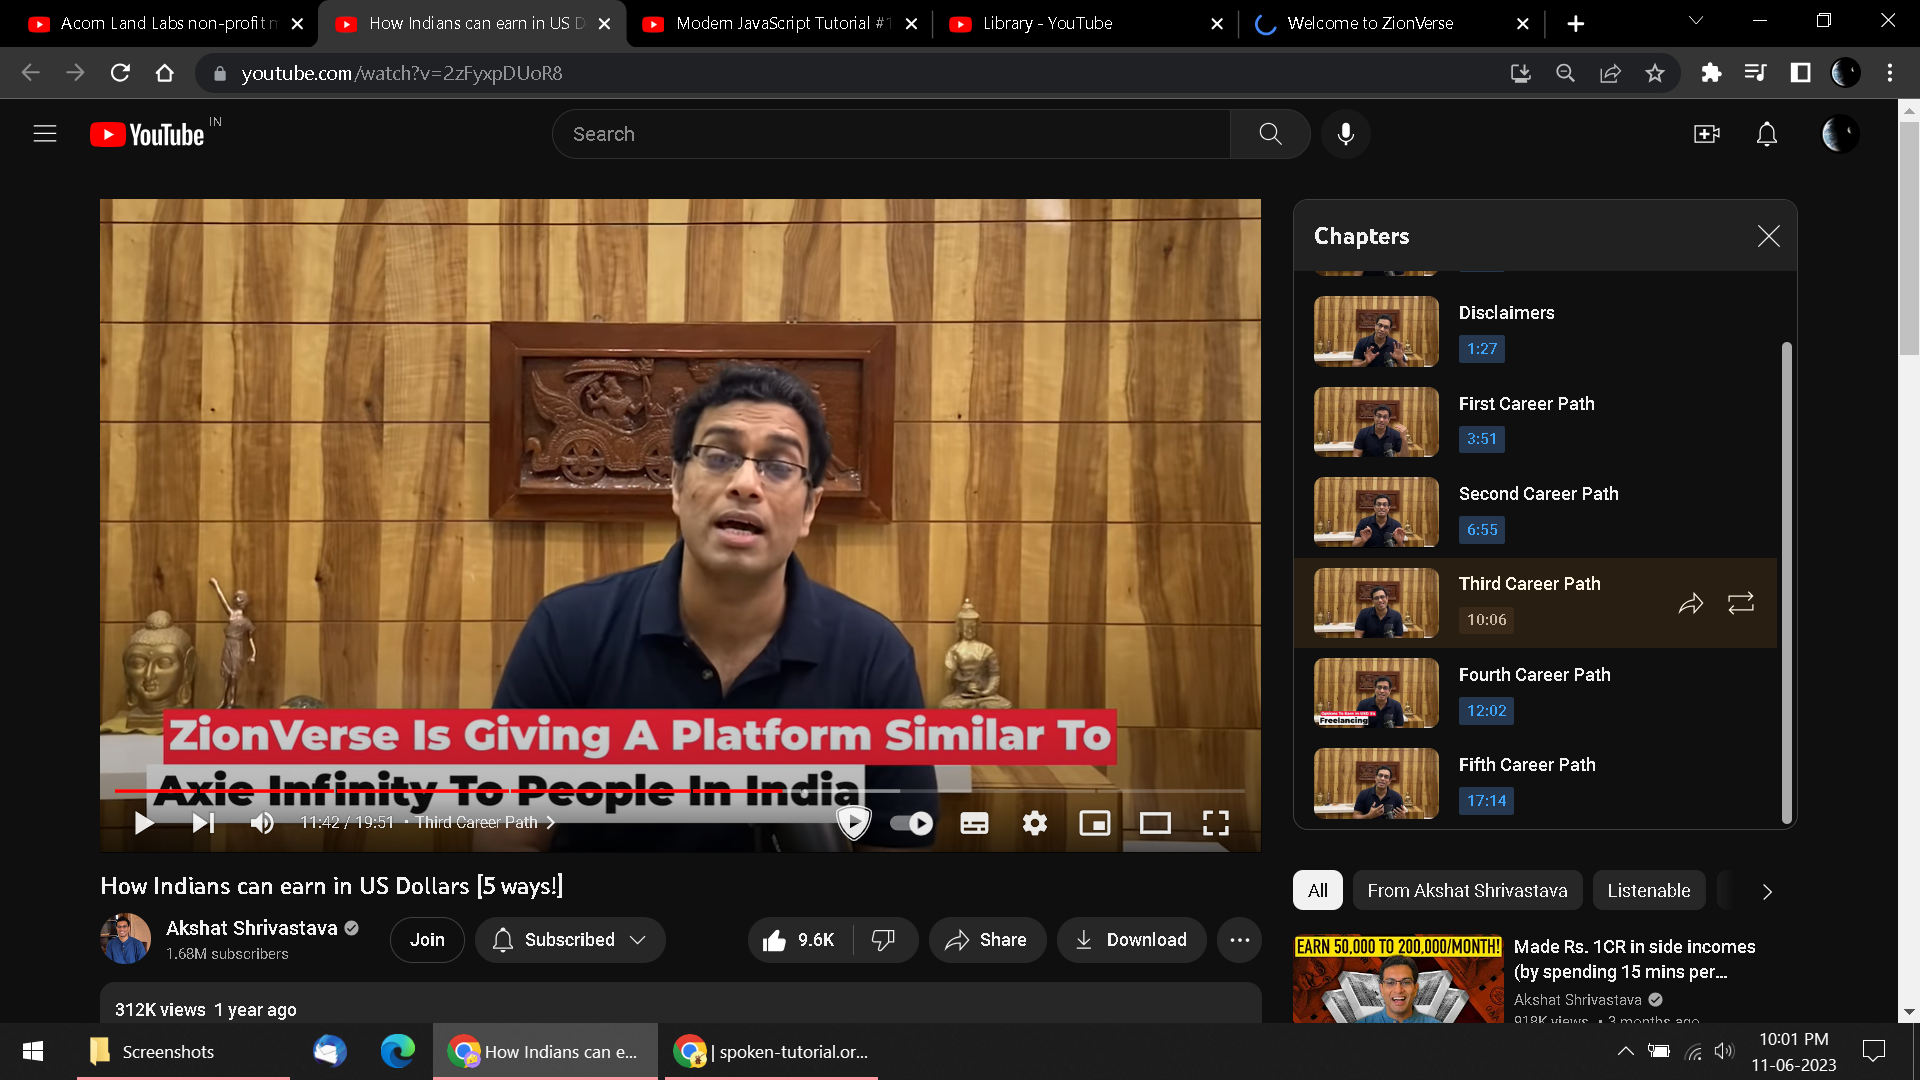 Acorn Land Labs non-profit
How Indians can earn in US D
Modern JavaScript Tutorial #1
Library - YouTube
Welcome to ZionVerse
youtube.com/watch?v=2zFyxpDUoR8
YouTube IN
Search
ZionVerse Is Giving A Platform Similar To
Axie Infinity To People In India
11:42 / 19:51 • Third Career Path
Chapters
Disclaimers
1:27
First Career Path
3:51
Second Career Path
6:55
Third Career Path
10:06
Fourth Career Path
12:02
Freelancing
Fifth Career Path
17:14
How Indians can earn in US Dollars [5 ways!]
Akshat Shrivastava
1.68M subscribers
Join
Subscribed
9.6K
Share
Download
312K views 1 year ago
All
From Akshat Shrivastava
Listenable
EARN 50,000 TO 200,000/MONTH!
Made Rs. 1CR in side incomes
(by spending 15 mins per...
Akshat Shrivastava
918K views • 3 months ago
Screenshots
How Indians can e...
| spoken-tutorial.or...
10:01 PM
11-06-2023